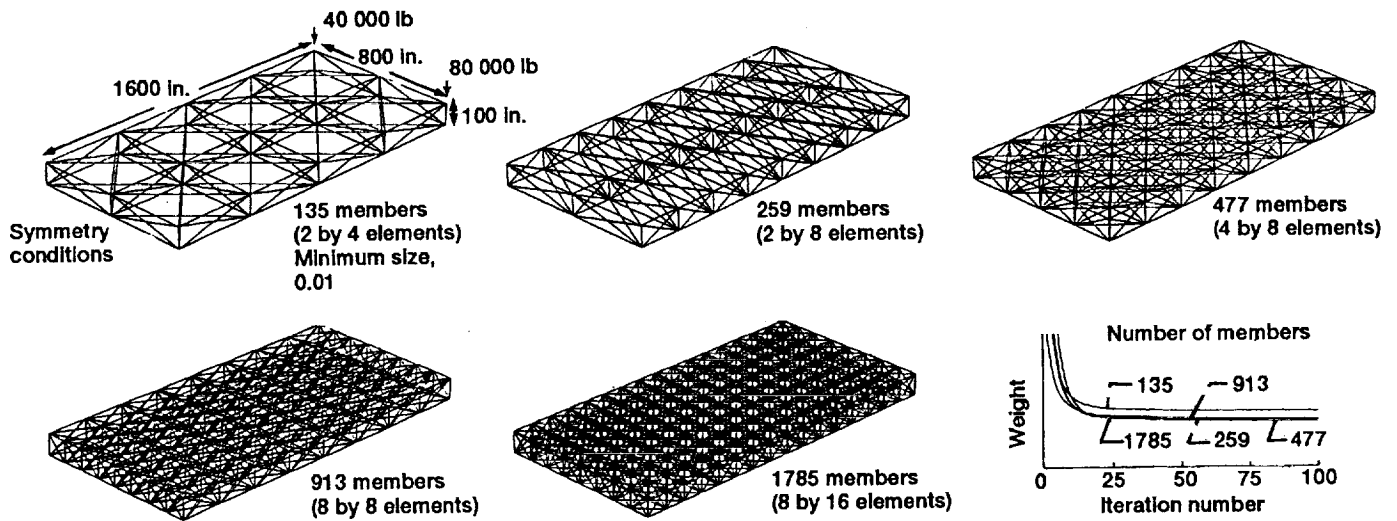 40 000 lb
800 in.
80 000 lb
1600 in.
100 in.
Symmetry
conditions
135 members
(2 by 4 elements)
Minimum size,
0.01
259 members
(2 by 8 elements)
477 members
(4 by 8 elements)
913 members
(8 by 8 elements)
1785 members
(8 by 16 elements)
Number of members
135
913
1785
259
477
Weight
0
25
50
75
100
Iteration number